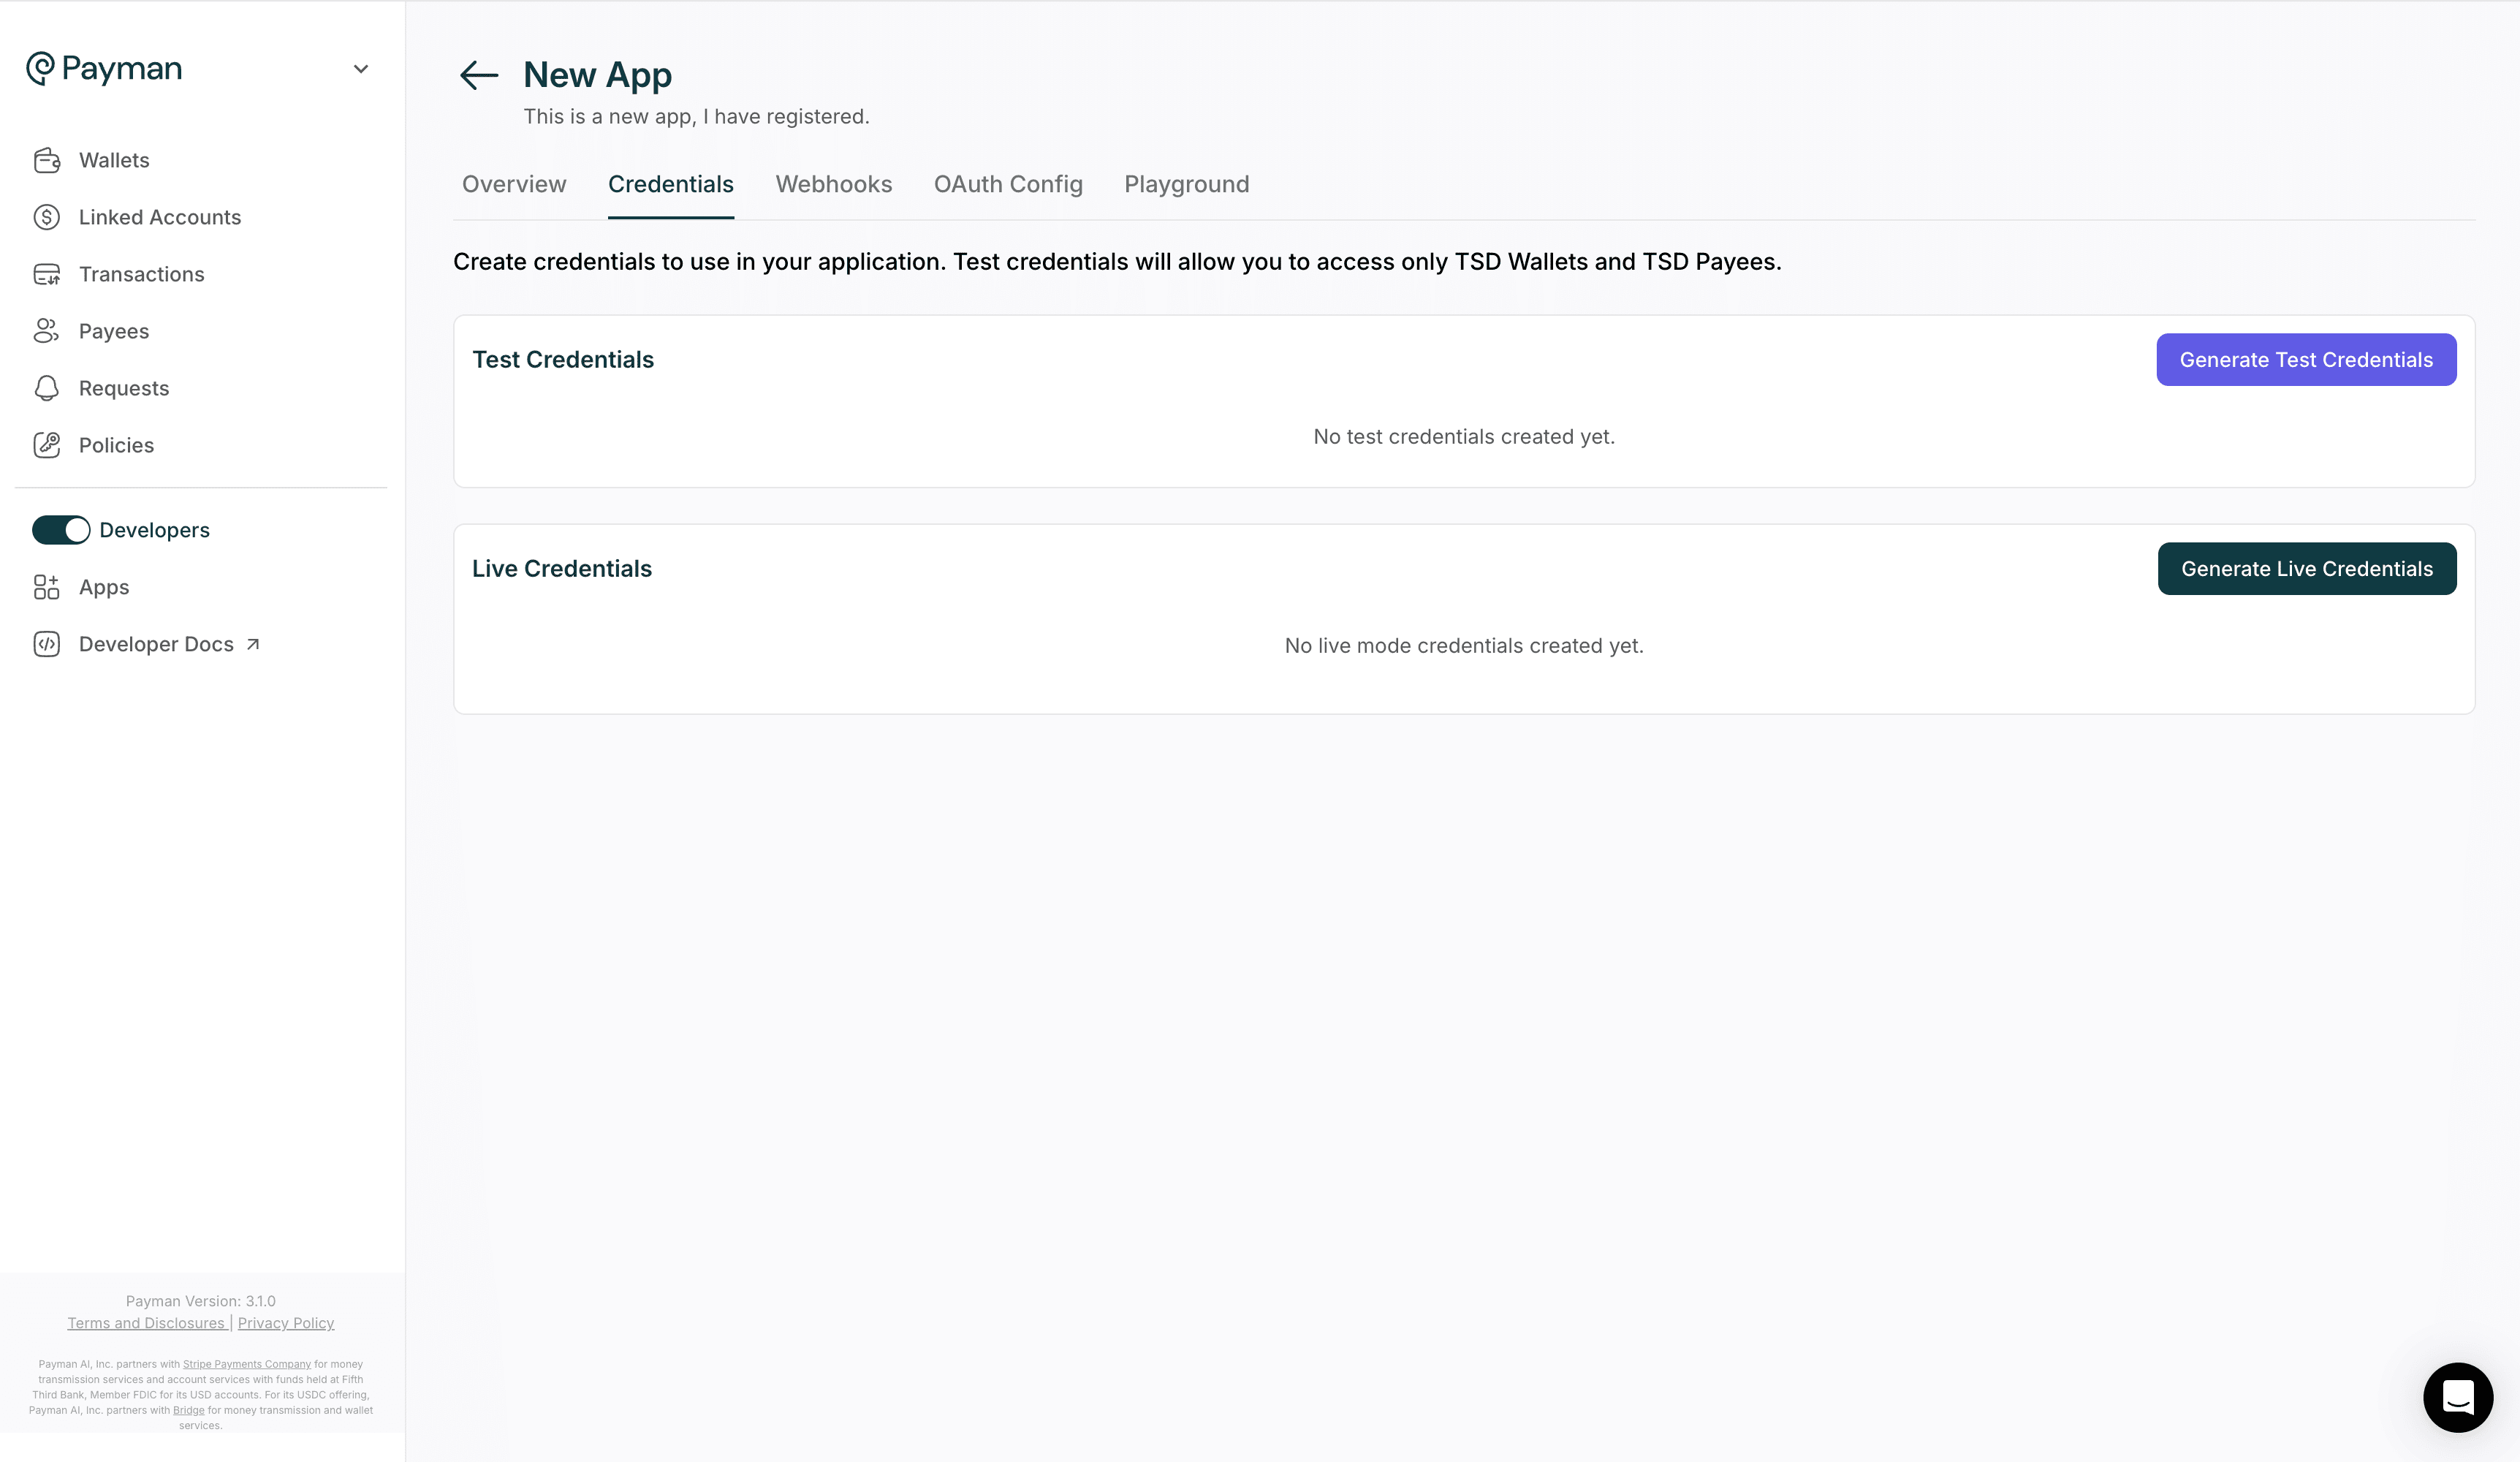 Payman
Wallets
Linked Accounts
Transactions
Payees
Requests
Policies
Developers
Apps
Developer Docs
Payman Version: 3.1.0
Terms and Disclosures | Privacy Policy
Payman AI, Inc. partners with Stripe Payments Company for money
transmission services and account services with funds held at Fifth
Third Bank, Member FDIC for its USD accounts. For its USDC offering,
Payman AI, Inc. partners with Bridge for money transmission and wallet
services.
New App
This is a new app, I have registered.
Overview Credentials Webhooks OAuth Config Playground
Create credentials to use in your application. Test credentials will allow you to access only TSD Wallets and TSD Payees.
Test Credentials Generate Test Credentials
No test credentials created yet.
Live Credentials Generate Live Credentials
No live mode credentials created yet.